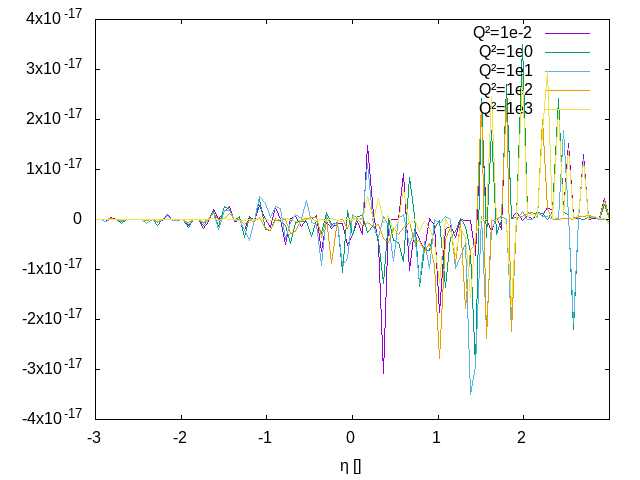 4x10-17
3x10-17
2x10-17
1x10-17
0
-1x10-17
-2x10-17
-3x10-17
-4x10-17
-3 -2 -1 0 1 2
η []
Q²=1e-2
Q²=1e0
Q²=1e1
Q²=1e2
Q²=1e3